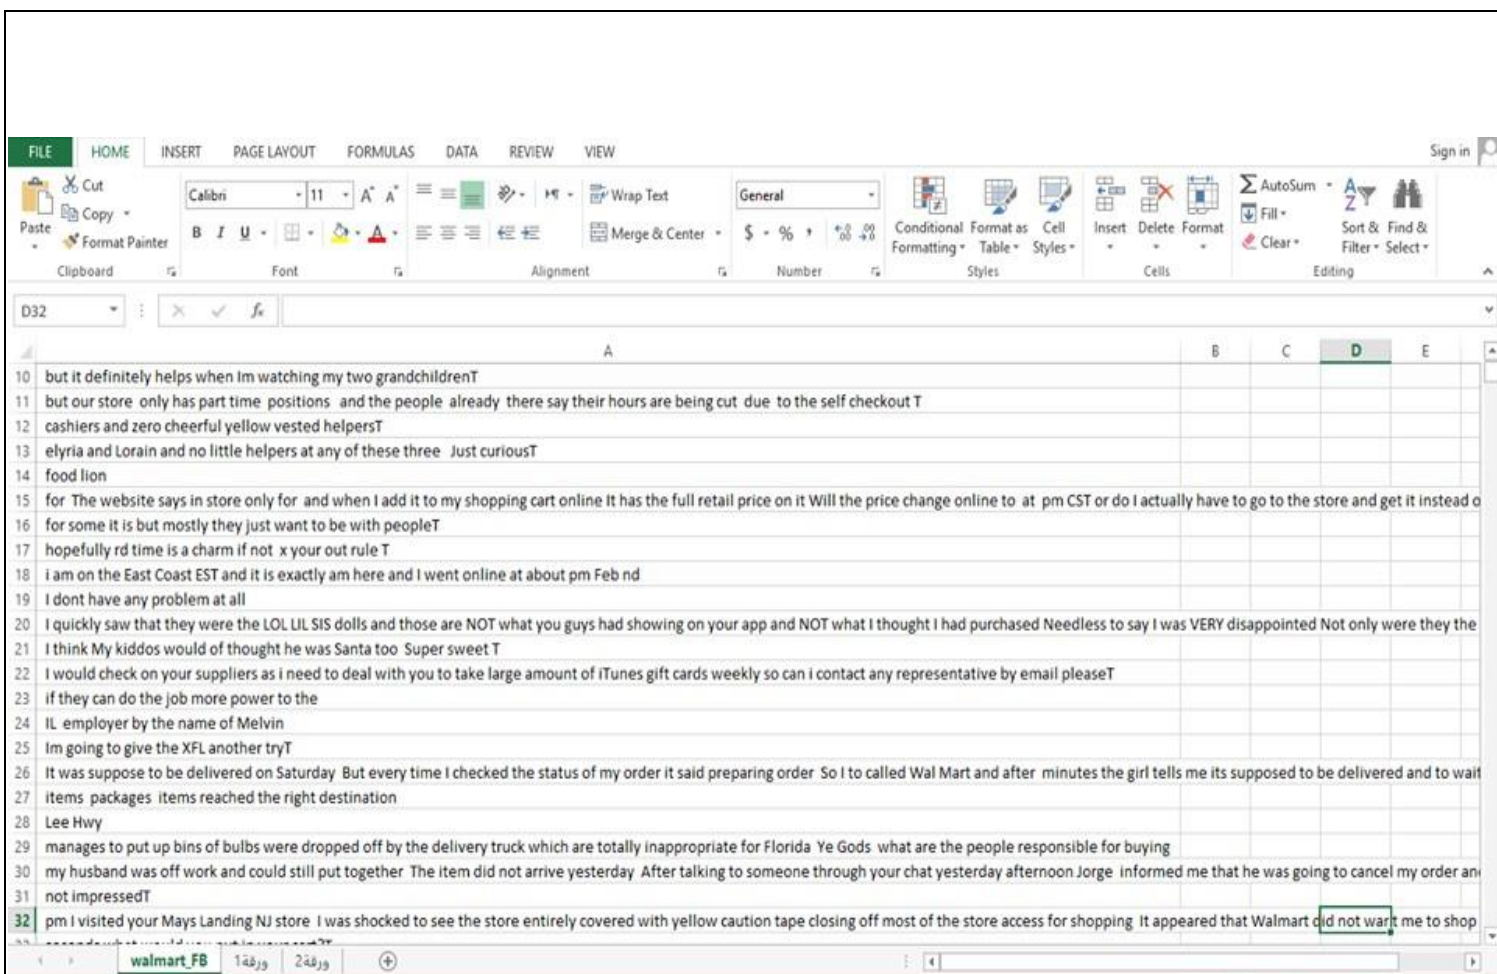 FILE HOME INSERT PAGE LAYOUT FORMULAS DATA REVIEW VIEW Sign in
Cut
Copy
Format Painter
Paste
Clipboard
Calibri 11 A A
B I U A
Font
Wrap Text
Merge & Center
Alignment
General
$ % , .0 .00 .00 .0
Number
Conditional Formatting
Format as Table
Cell Styles
Styles
Insert Delete Format
Cells
AutoSum
Fill
Clear
Sort & Filter
Find & Select
Editing
D32 fx
A B C D E
10 but it definitely helps when Im watching my two grandchildrenT
11 but our store only has part time positions and the people already there say their hours are being cut due to the self checkout T
12 cashiers and zero cheerful yellow vested helpersT
13 elyria and Lorain and no little helpers at any of these three Just curiousT
14 food lion
15 for The website says in store only for and when I add it to my shopping cart online It has the full retail price on it Will the price change online to at pm CST or do I actually have to go to the store and get it instead o
16 for some it is but mostly they just want to be with peopleT
17 hopefully rd time is a charm if not x your out rule T
18 i am on the East Coast EST and it is exactly am here and I went online at about pm Feb nd
19 I dont have any problem at all
20 I quickly saw that they were the LOL LIL SIS dolls and those are NOT what you guys had showing on your app and NOT what I thought I had purchased Needless to say I was VERY disappointed Not only were they the
21 I think My kiddos would of thought he was Santa too Super sweet T
22 I would check on your suppliers as i need to deal with you to take large amount of iTunes gift cards weekly so can i contact any representative by email pleaseT
23 if they can do the job more power to the
24 IL employer by the name of Melvin
25 Im going to give the XFL another tryT
26 It was suppose to be delivered on Saturday But every time I checked the status of my order it said preparing order So I to called Wal Mart and after minutes the girl tells me its supposed to be delivered and to wait
27 items packages items reached the right destination
28 Lee Hwy
29 manages to put up bins of bulbs were dropped off by the delivery truck which are totally inappropriate for Florida Ye Gods what are the people responsible for buying
30 my husband was off work and could still put together The item did not arrive yesterday After talking to someone through your chat yesterday afternoon Jorge informed me that he was going to cancel my order an
31 not impressedT
32 pm I visited your Mays Landing NJ store I was shocked to see the store entirely covered with yellow caution tape closing off most of the store access for shopping It appeared that Walmart did not want me to shop
walmart_FB ورقة1 ورقة2